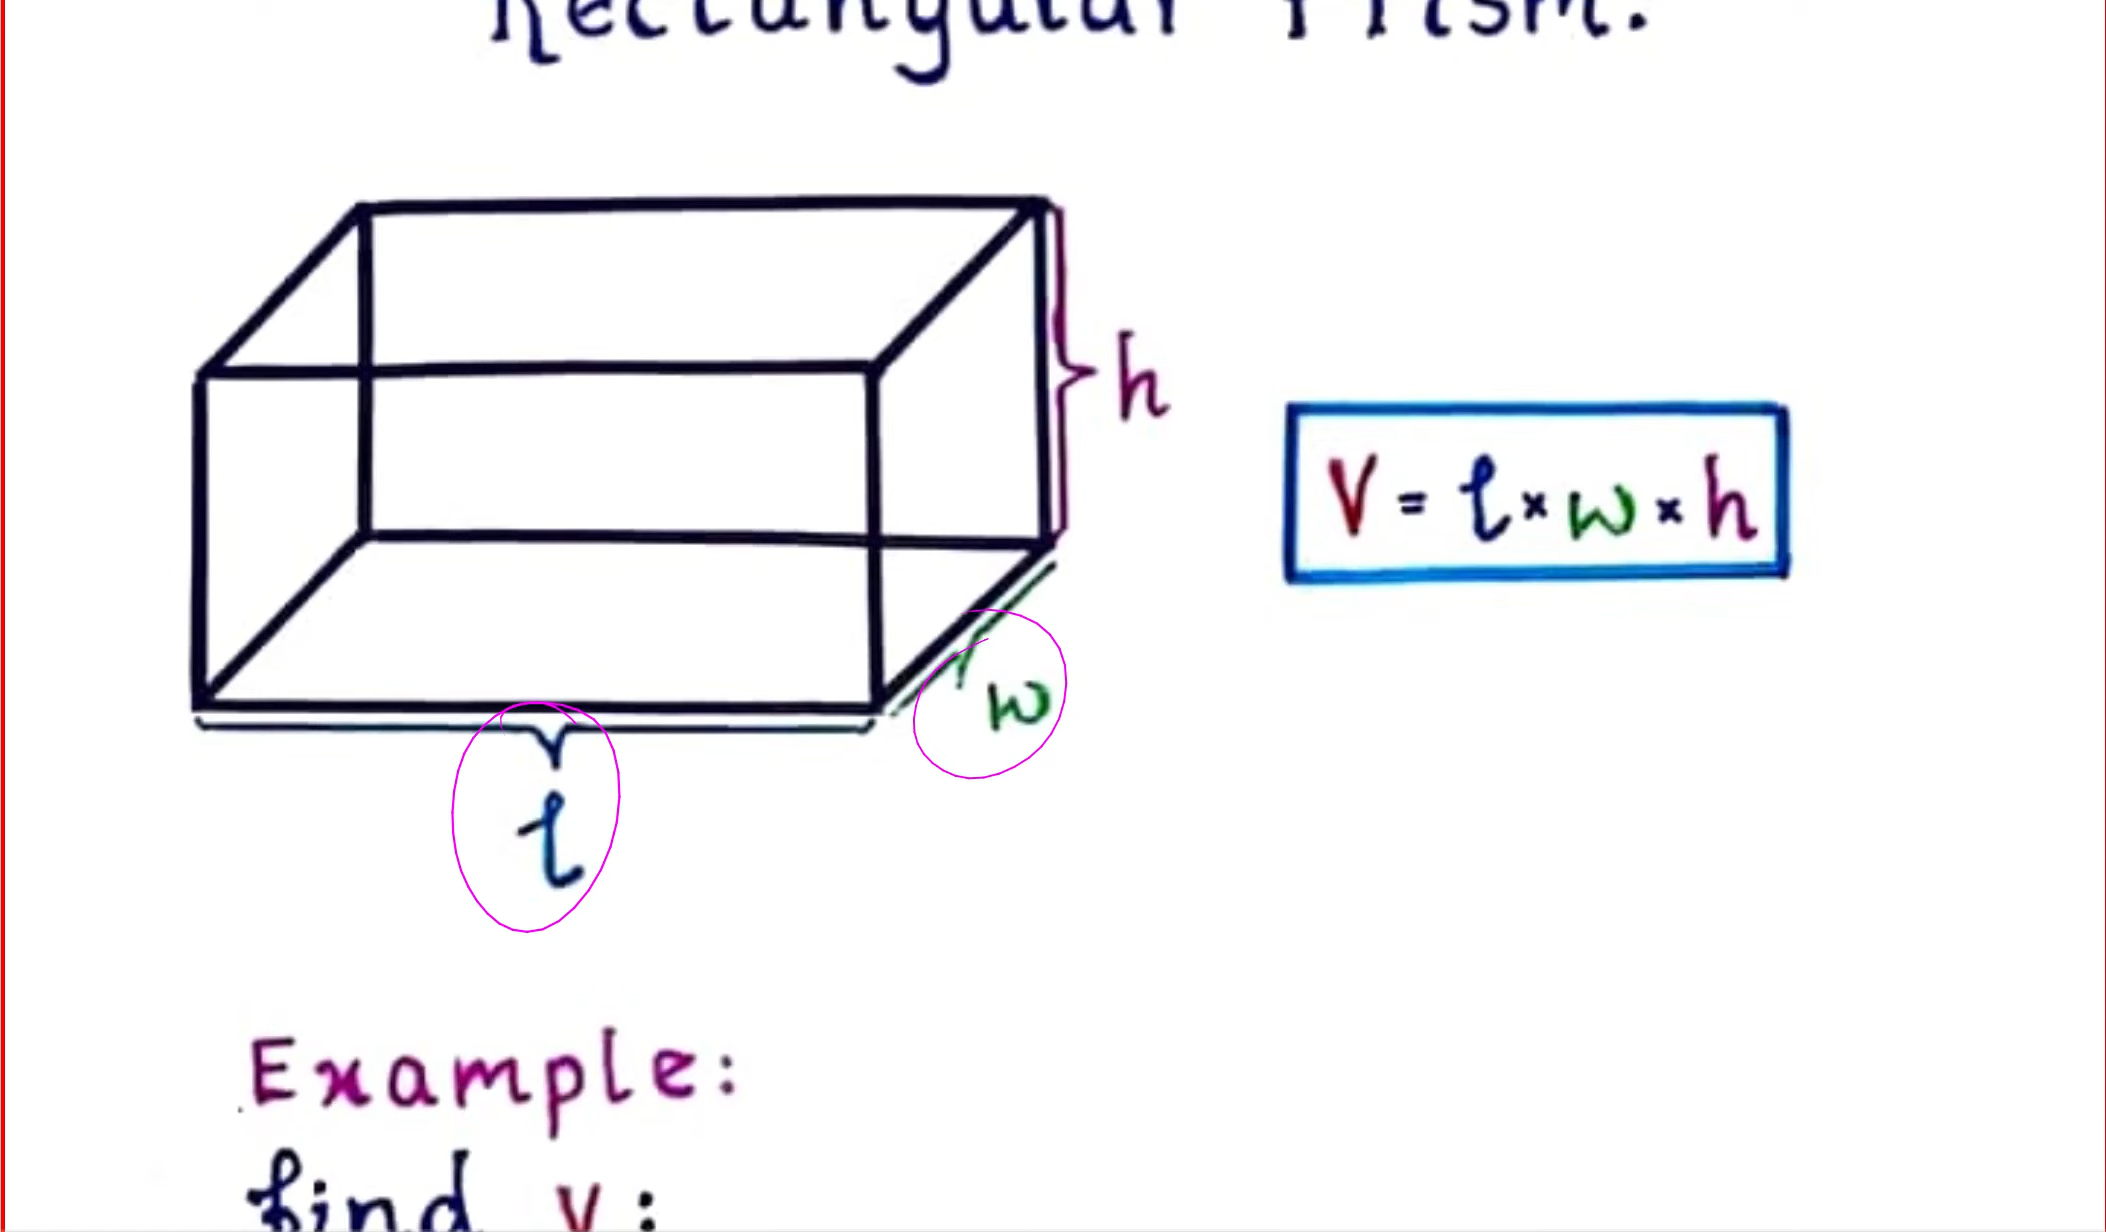 Rectangular Prism.
h
V = l × w × h
w
l
Example:
find V: